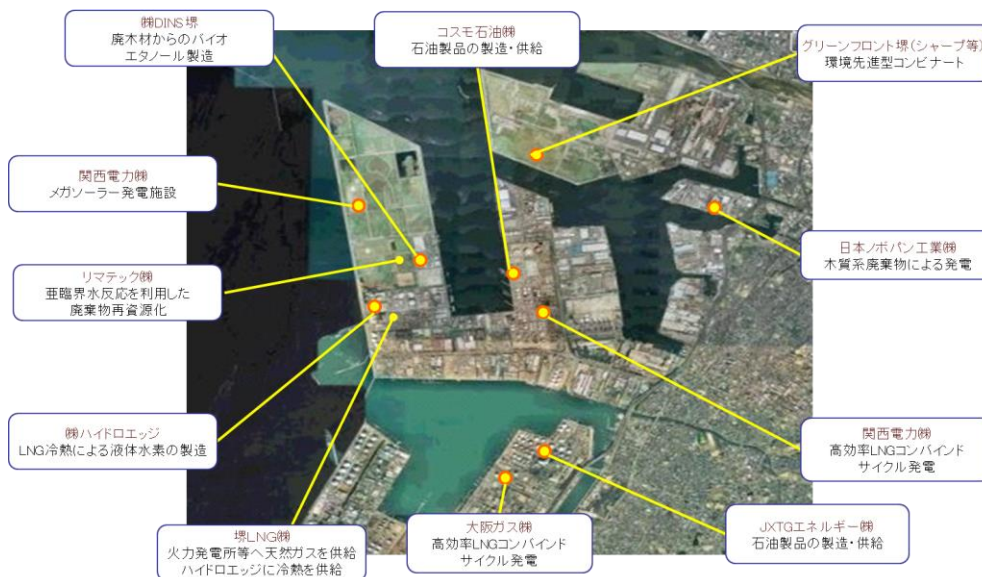 ㈱DINS堺
廃木材からのバイオ
エタノール製造
コスモ石油㈱
石油製品の製造・供給
グリーンフロント堺(シャープ等)
環境先進型コンビナート
関西電力㈱
メガソーラー発電施設
日本ノボパン工業㈱
木質系廃棄物による発電
リマテック㈱
亜臨界水反応を利用した
廃棄物再資源化
㈱ハイドロエッジ
LNG冷熱による液体水素の製造
関西電力㈱
高効率LNGコンバインド
サイクル発電
堺LNG㈱
火力発電所等へ天然ガスを供給
ハイドロエッジに冷熱を供給
大阪ガス㈱
高効率LNGコンバインド
サイクル発電
JXTGエネルギー㈱
石油製品の製造・供給